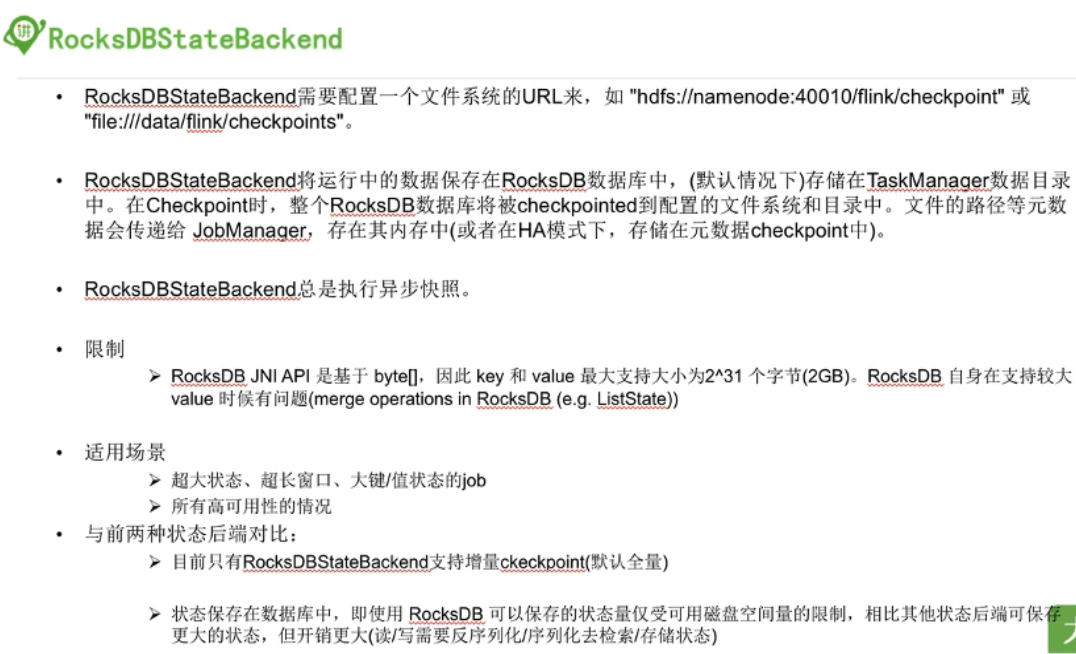 讲
RocksDBStateBackend
• RocksDBStateBackend需要配置一个文件系统的URL来，如 "hdfs://namenode:40010/flink/checkpoint" 或
"file:///data/flink/checkpoints"。
• RocksDBStateBackend将运行中的数据保存在RocksDB数据库中，(默认情况下)存储在TaskManager数据目录
中。在Checkpoint时，整个RocksDB数据库将被checkpointed到配置的文件系统和目录中。文件的路径等元数
据会传递给 JobManager，存在其内存中(或者在HA模式下，存储在元数据checkpoint中)。
• RocksDBStateBackend总是执行异步快照。
• 限制
➢ RocksDB JNI API 是基于 byte[]，因此 key 和 value 最大支持大小为2^31 个字节(2GB)。RocksDB 自身在支持较大
value 时候有问题(merge operations in RocksDB (e.g. ListState))
• 适用场景
➢ 超大状态、超长窗口、大键/值状态的job
➢ 所有高可用性的情况
• 与前两种状态后端对比：
➢ 目前只有RocksDBStateBackend支持增量ckeckpoint(默认全量)
➢ 状态保存在数据库中，即使用 RocksDB 可以保存的状态量仅受可用磁盘空间量的限制，相比其他状态后端可保存
更大的状态，但开销更大(读/写需要反序列化/序列化去检索/存储状态)